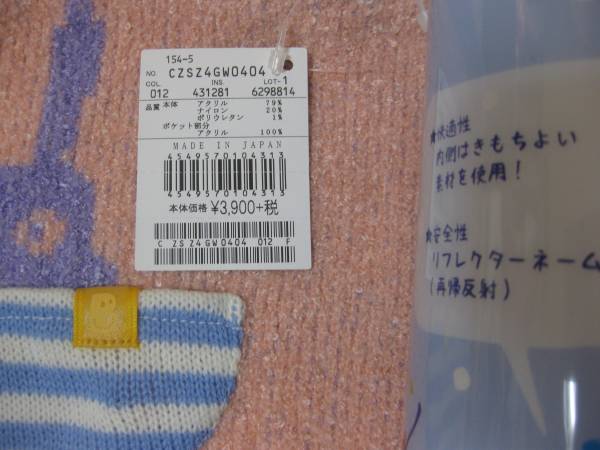 154-5
NO. CZSZ4GW0404
COL. INS. LOT-1
012 431281 6298814
品質 本体 アクリル 79%
ナイロン 20%
ポリウレタン 1%
ポケット部分
アクリル 100%
MADE IN JAPAN
4549570104313
4549570104313
本体価格 ¥3,900+税
C ZSZ4GW0404 012 F
★快適性
内側はきもちよい
素材を使用!
★安全性
リフレクターネーム
(再帰反射)